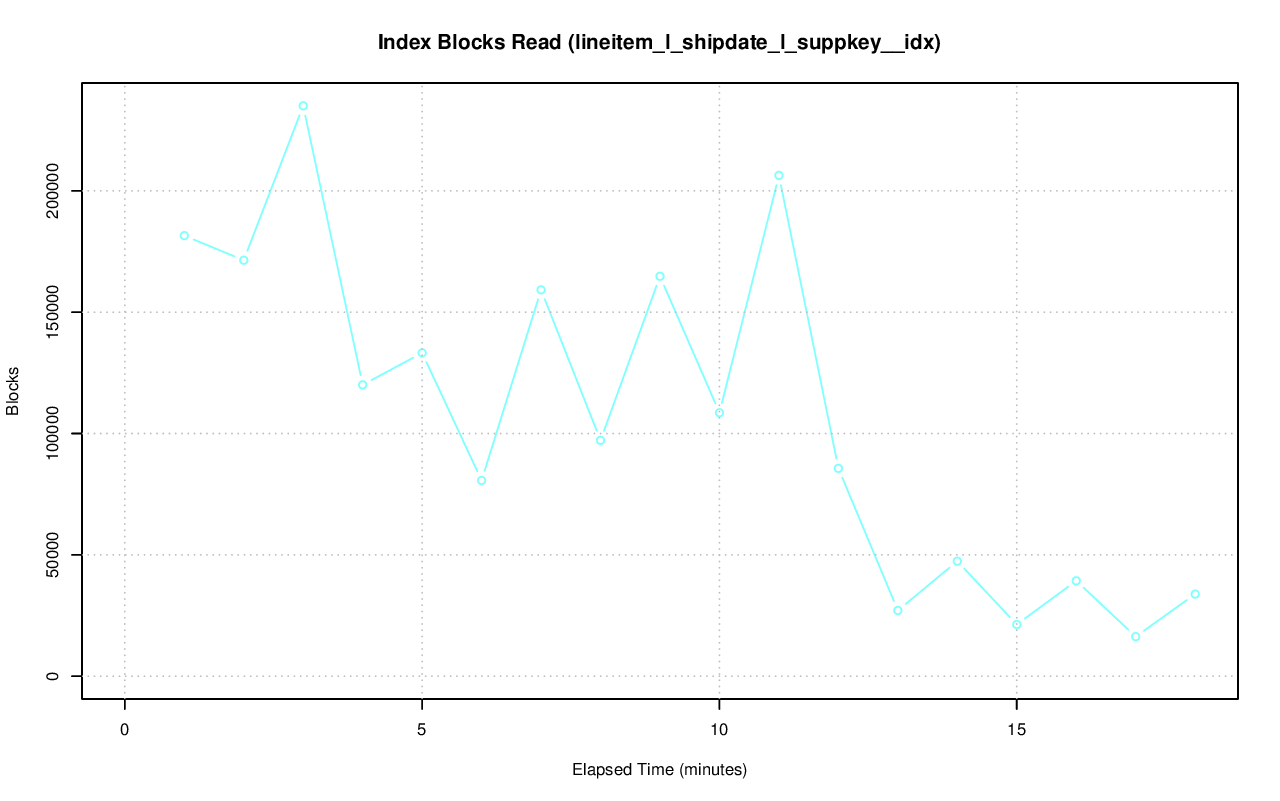 Index Blocks Read (lineitem_l_shipdate_l_suppkey__idx)
Blocks
200000
150000
100000
50000
0
0 5 10 15
Elapsed Time (minutes)